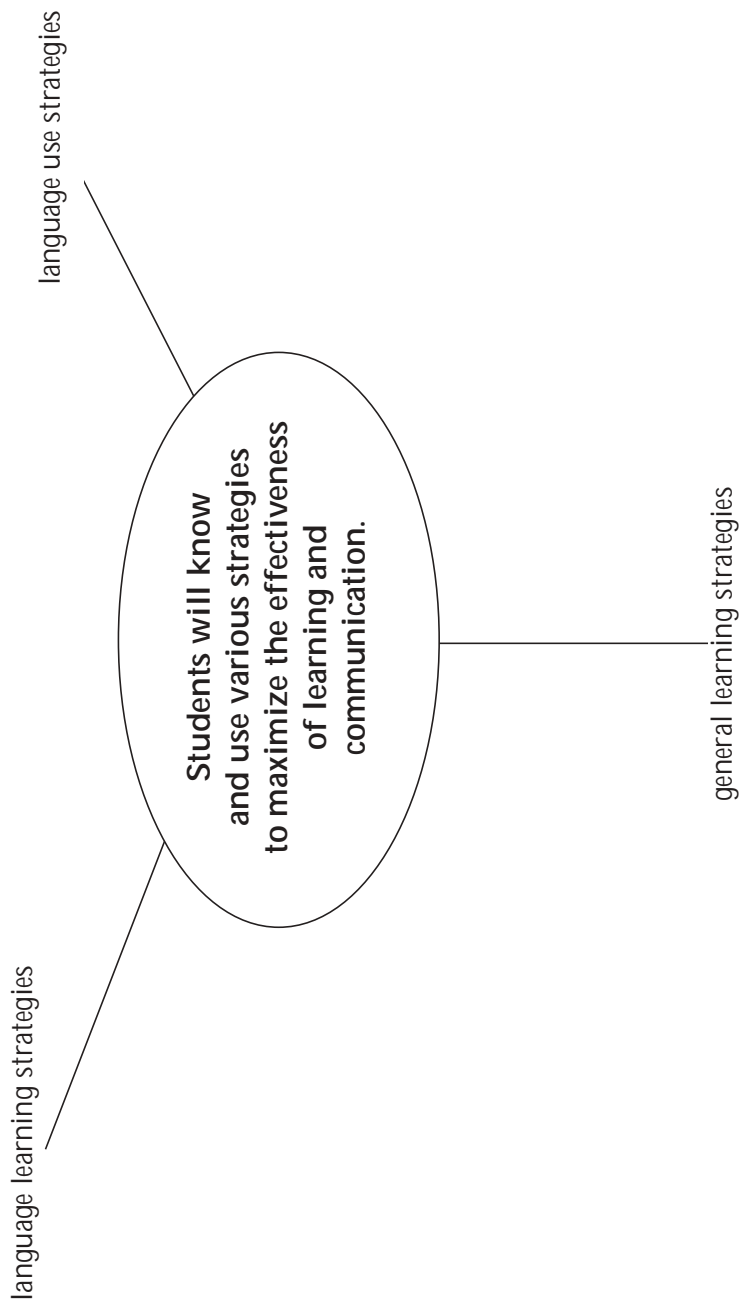 language learning strategies
language use strategies
Students will know
and use various strategies
to maximize the effectiveness
of learning and
communication.
general learning strategies